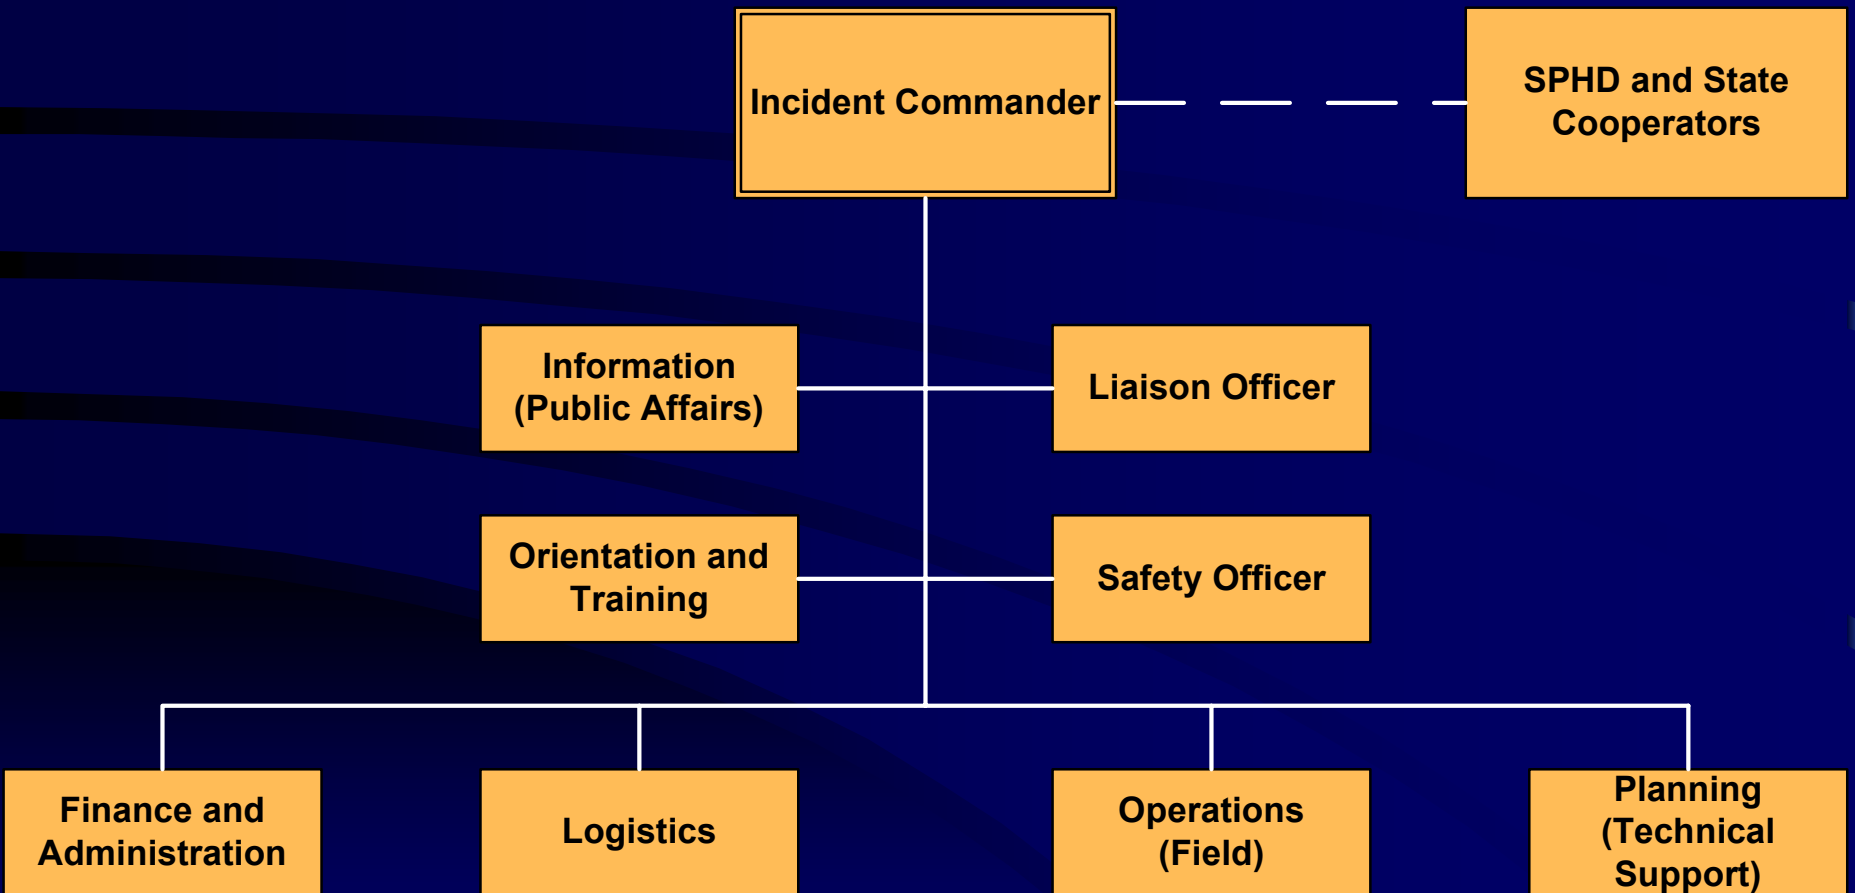 Incident Commander
SPHD and State
Cooperators
Information
(Public Affairs)
Liaison Officer
Orientation and
Training
Safety Officer
Finance and
Administration
Logistics
Operations
(Field)
Planning
(Technical
Support)